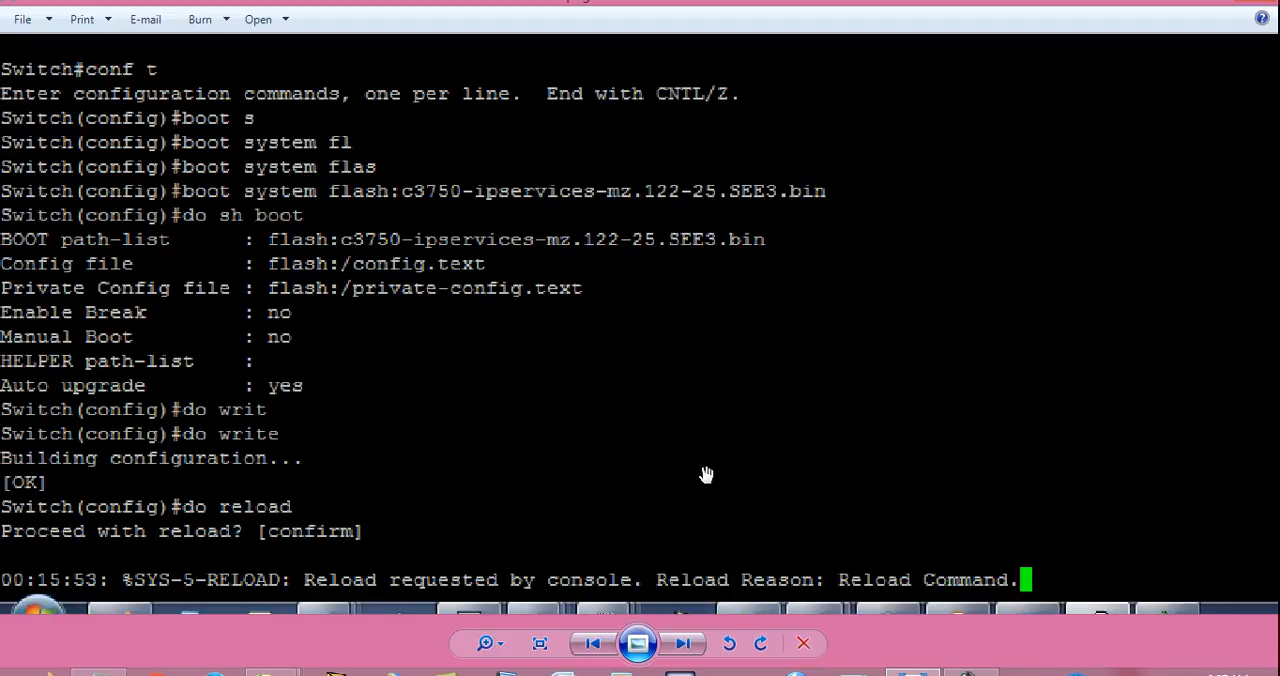 File Print E-mail Burn Open
Switch#conf t
Enter configuration commands, one per line.  End with CNTL/Z.
Switch(config)#boot s
Switch(config)#boot system fl
Switch(config)#boot system flas
Switch(config)#boot system flash:c3750-ipservices-mz.122-25.SEE3.bin
Switch(config)#do sh boot
BOOT path-list      : flash:c3750-ipservices-mz.122-25.SEE3.bin
Config file         : flash:/config.text
Private Config file : flash:/private-config.text
Enable Break        : no
Manual Boot         : no
HELPER path-list    :
Auto upgrade        : yes
Switch(config)#do writ
Switch(config)#do write
Building configuration...
[OK]
Switch(config)#do reload
Proceed with reload? [confirm]
00:15:53: %SYS-5-RELOAD: Reload requested by console. Reload Reason: Reload Command.